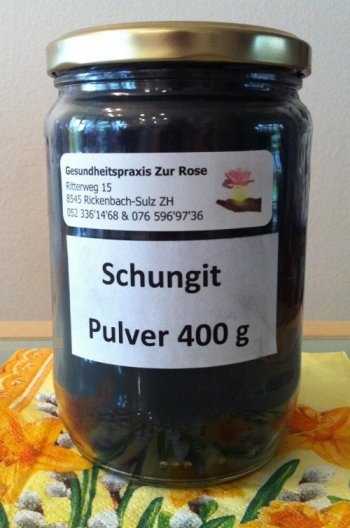 Gesundheitspraxis Zur Rose
Ritterweg 15
8545 Rickenbach-Sulz ZH
052 336'14'68 & 076 596'97'36
Schungit
Pulver 400 g